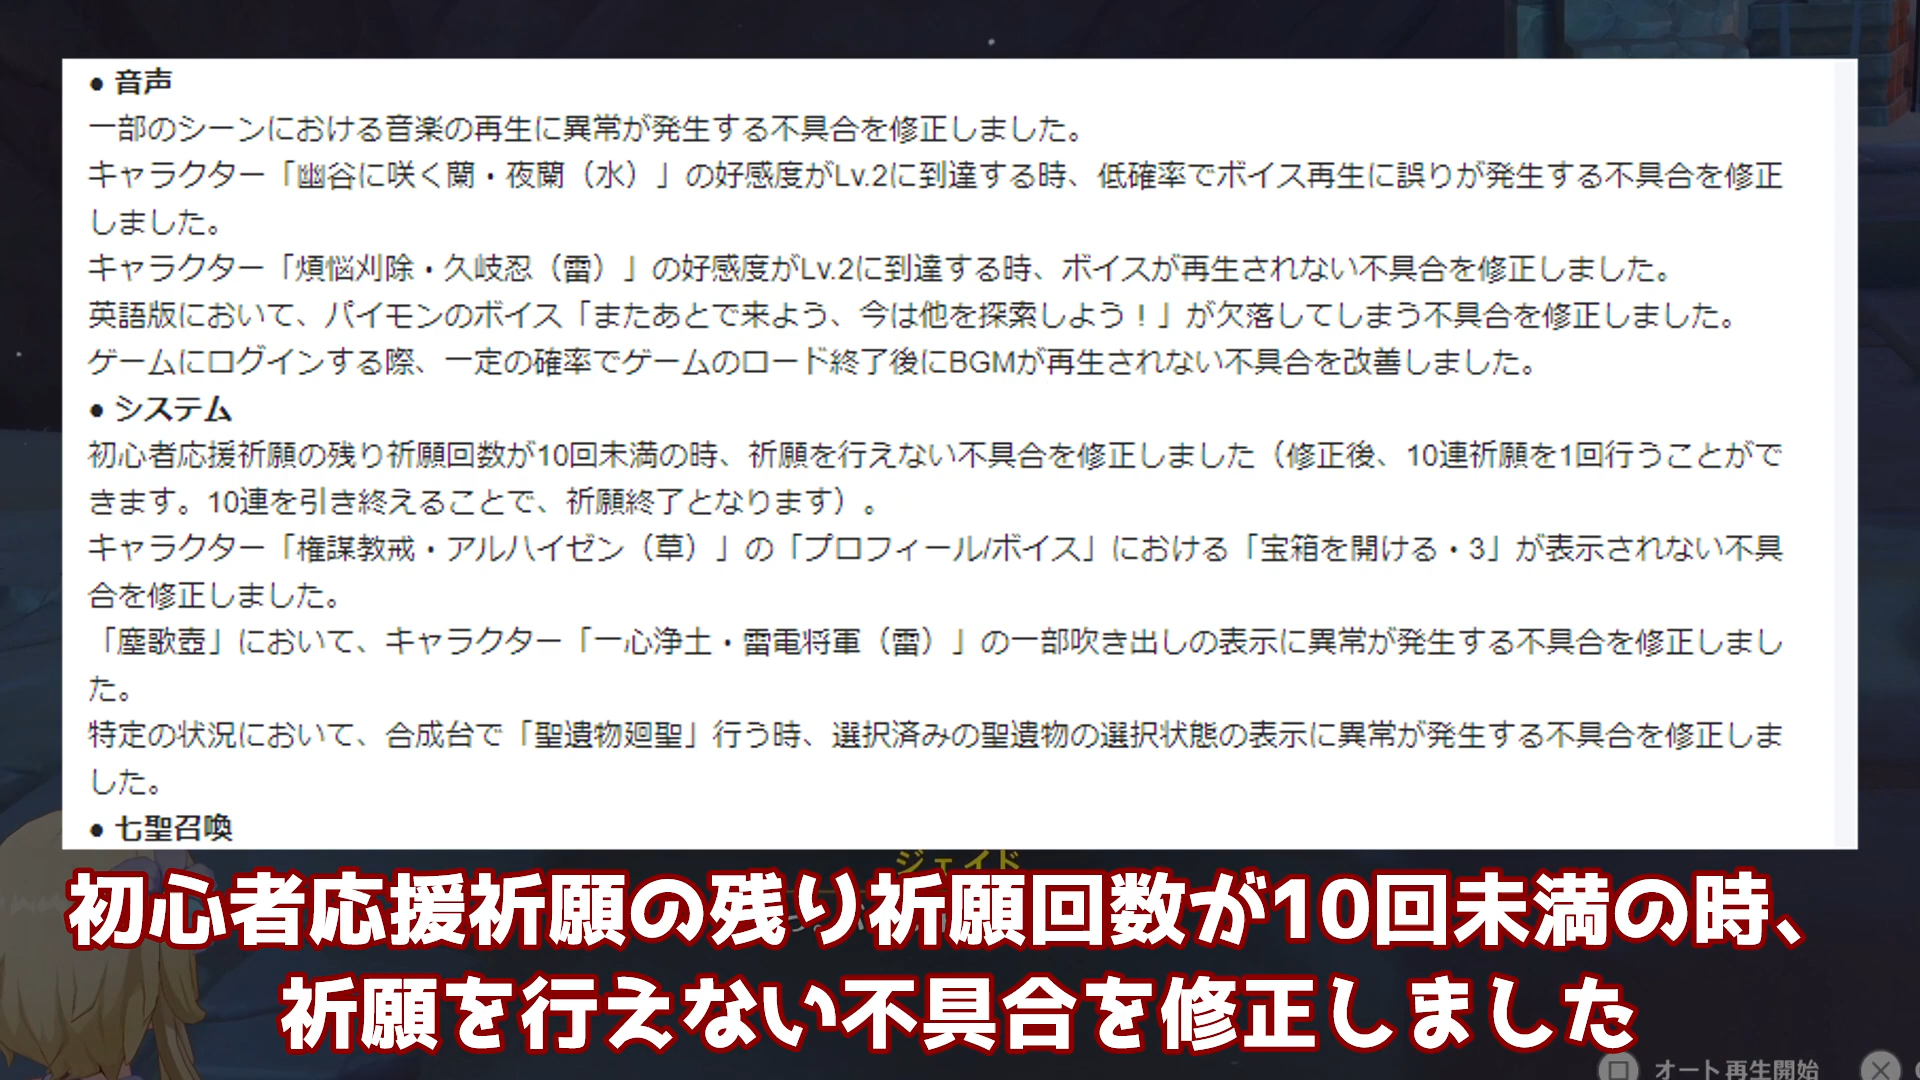 ● 音声
一部のシーンにおける音楽の再生に異常が発生する不具合を修正しました。
キャラクター「幽谷に咲く蘭・夜蘭（水）」の好感度がLv.2に到達する時、低確率でボイス再生に誤りが発生する不具合を修正
しました。
キャラクター「煩悩刈除・久岐忍（雷）」の好感度がLv.2に到達する時、ボイスが再生されない不具合を修正しました。
英語版において、パイモンのボイス「またあとで来よう、今は他を探索しよう！」が欠落してしまう不具合を修正しました。
ゲームにログインする際、一定の確率でゲームのロード終了後にBGMが再生されない不具合を改善しました。
● システム
初心者応援祈願の残り祈願回数が10回未満の時、祈願を行えない不具合を修正しました（修正後、10連祈願を1回行うことがで
きます。10連を引き終えることで、祈願終了となります）。
キャラクター「権謀教戒・アルハイゼン（草）」の「プロフィール/ボイス」における「宝箱を開ける・3」が表示されない不具
合を修正しました。
「塵歌壺」において、キャラクター「一心浄土・雷電将軍（雷）」の一部吹き出しの表示に異常が発生する不具合を修正しまし
た。
特定の状況において、合成台で「聖遺物廻聖」行う時、選択済みの聖遺物の選択状態の表示に異常が発生する不具合を修正しま
した。
● 七聖召喚
ジェイド
初心者応援祈願の残り祈願回数が10回未満の時、
祈願を行えない不具合を修正しました
オート再生開始